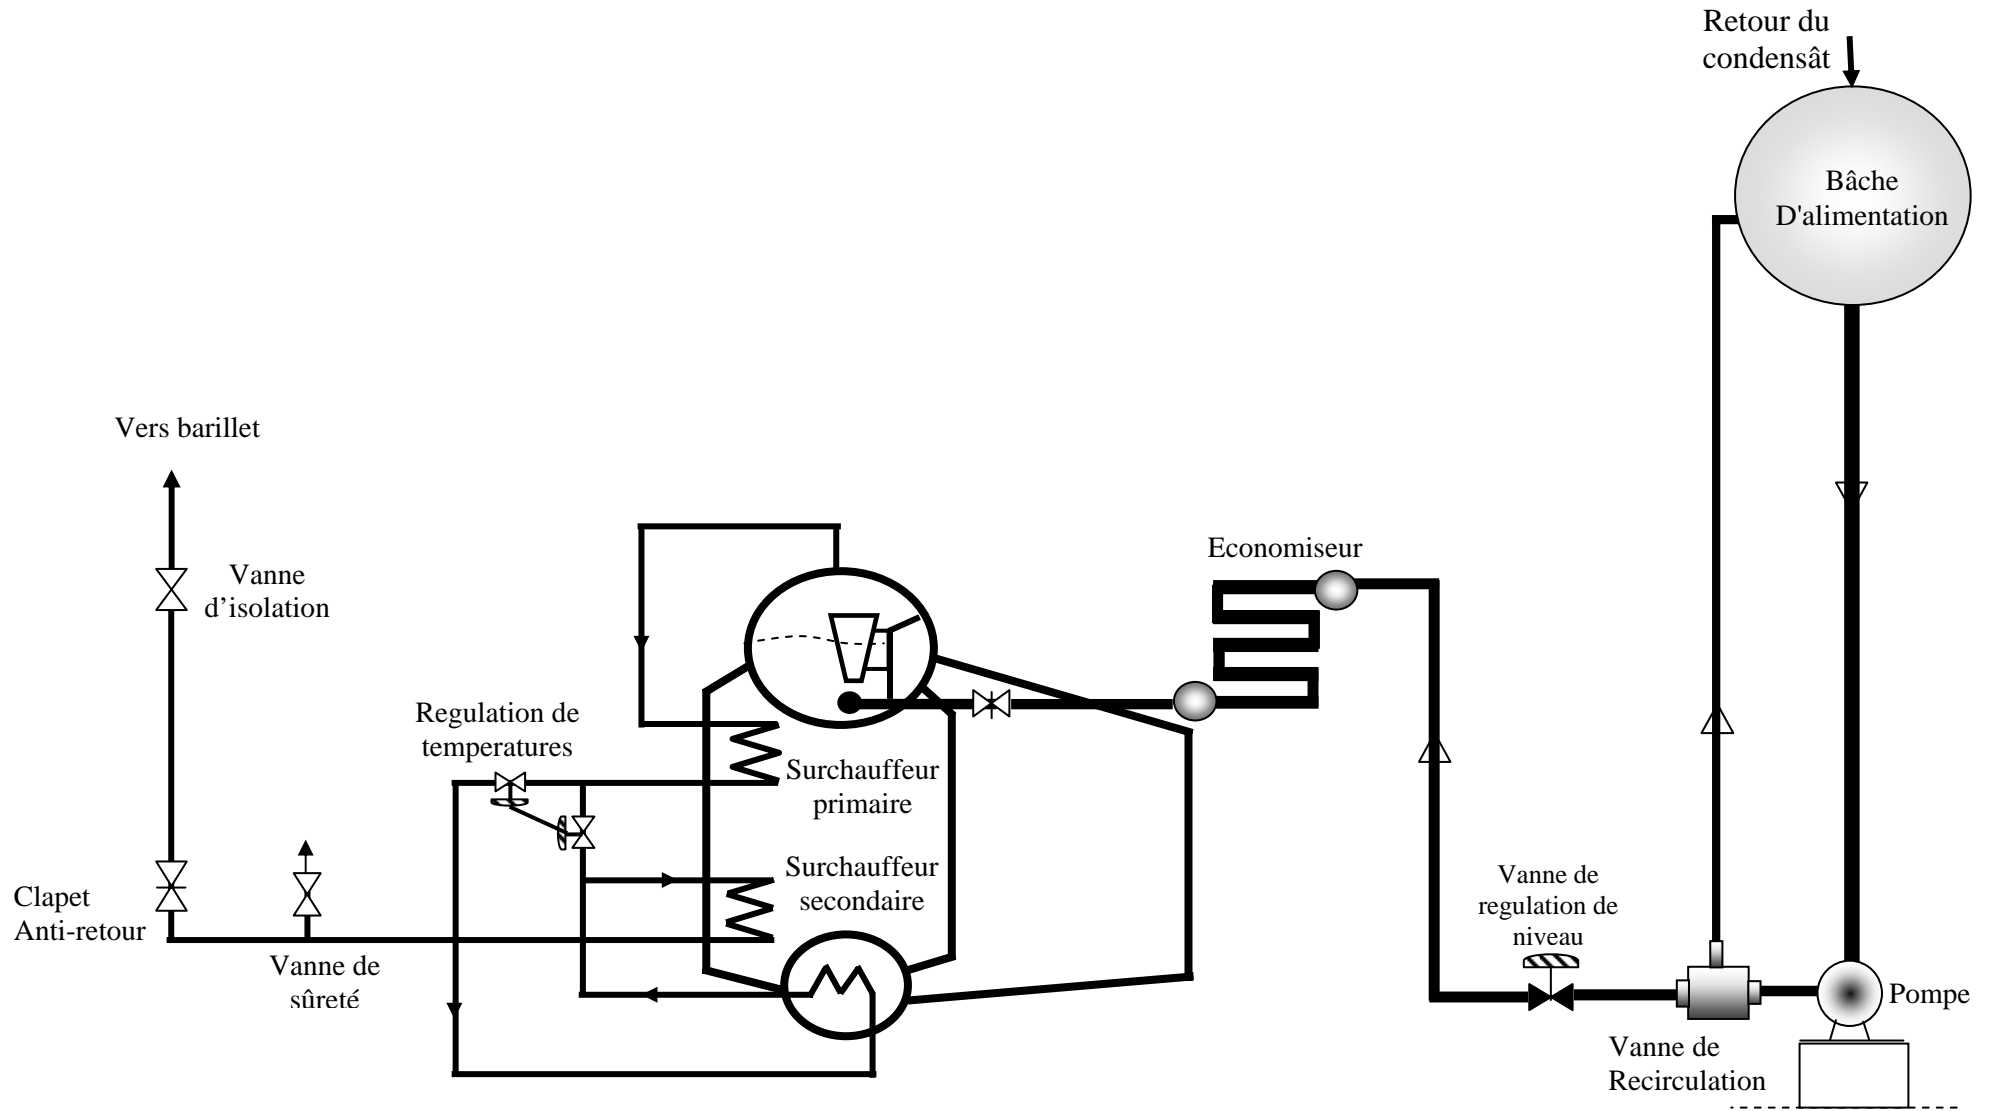 Retour du
condensât
Bâche
D'alimentation
Vers barillet
Economiseur
Vanne
d’isolation
Regulation de
temperatures
Surchauffeur
primaire
Surchauffeur
secondaire
Clapet
Anti-retour
Vanne de
sûreté
Vanne de
regulation de
niveau
Pompe
Vanne de
Recirculation